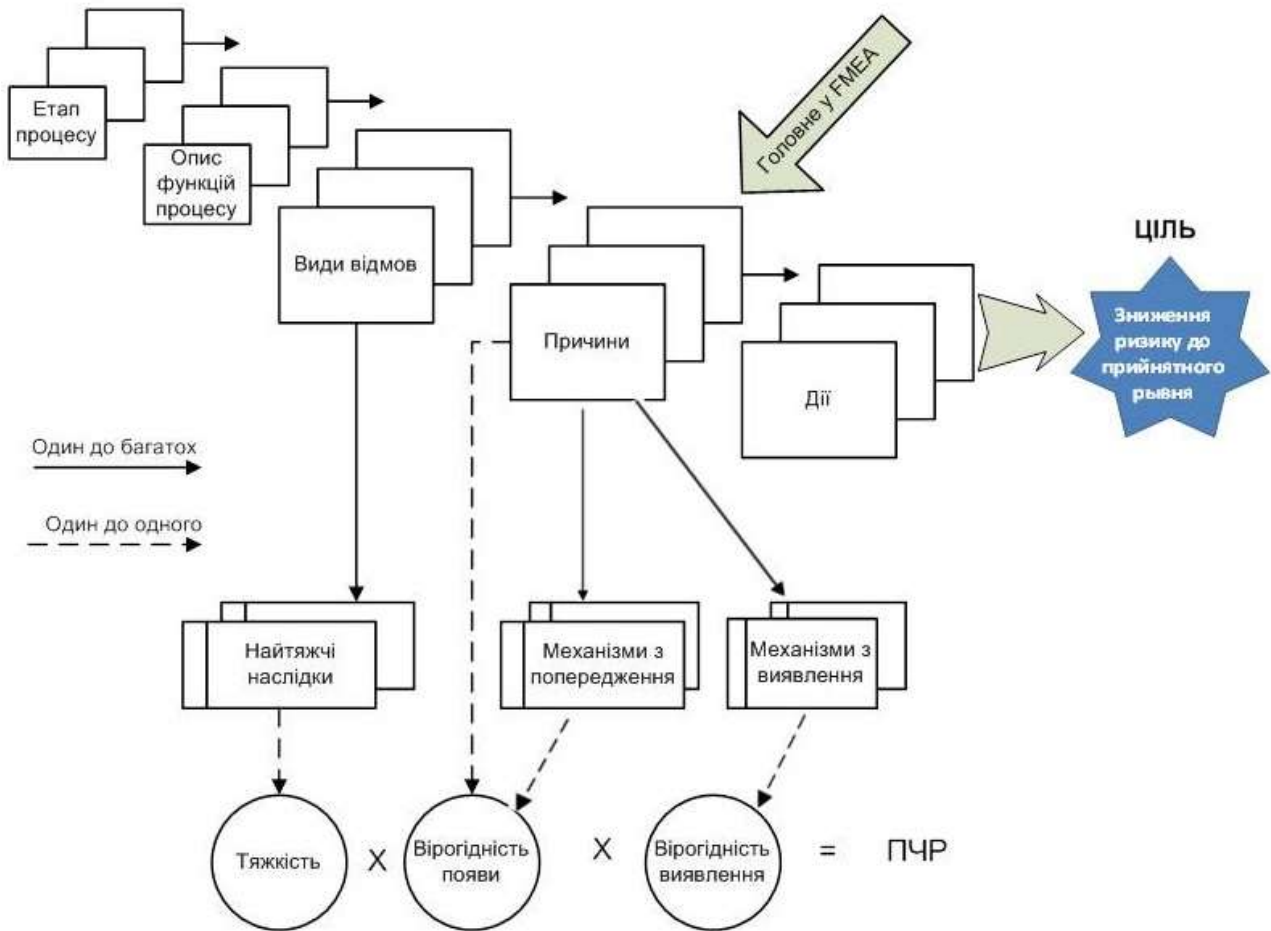 Етап
процесу
Опис
функцій
процесу
Види відмов
Головне у FMEA
Причини
Дії
ЦІЛЬ
Зниження
ризику до
прийнятного
рывня
Один до багатох
Один до одного
Найтяжчі
наслідки
Механізми з
попередження
Механізми з
виявлення
Тяжкість
X
Вірогідність
появи
X
Вірогідність
виявлення
=
ПЧР